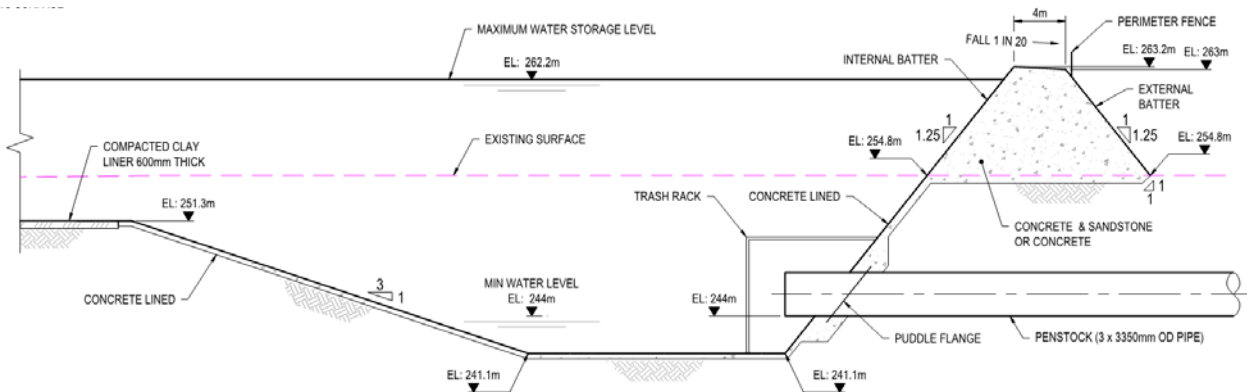 4m
PERIMETER FENCE
MAXIMUM WATER STORAGE LEVEL
FALL 1 IN 20
EL: 263.2m
EL: 263m
EL: 262.2m
INTERNAL BATTER
EXTERNAL
BATTER
1
1.25
1
1.25
COMPACTED CLAY
LINER 600mm THICK
EXISTING SURFACE
EL: 254.8m
EL: 254.8m
TRASH RACK
CONCRETE LINED
1
1
EL: 251.3m
CONCRETE & SANDSTONE
OR CONCRETE
CONCRETE LINED
3
1
MIN WATER LEVEL
EL: 244m
EL: 244m
PUDDLE FLANGE
PENSTOCK (3 x 3350mm OD PIPE)
EL: 241.1m
EL: 241.1m